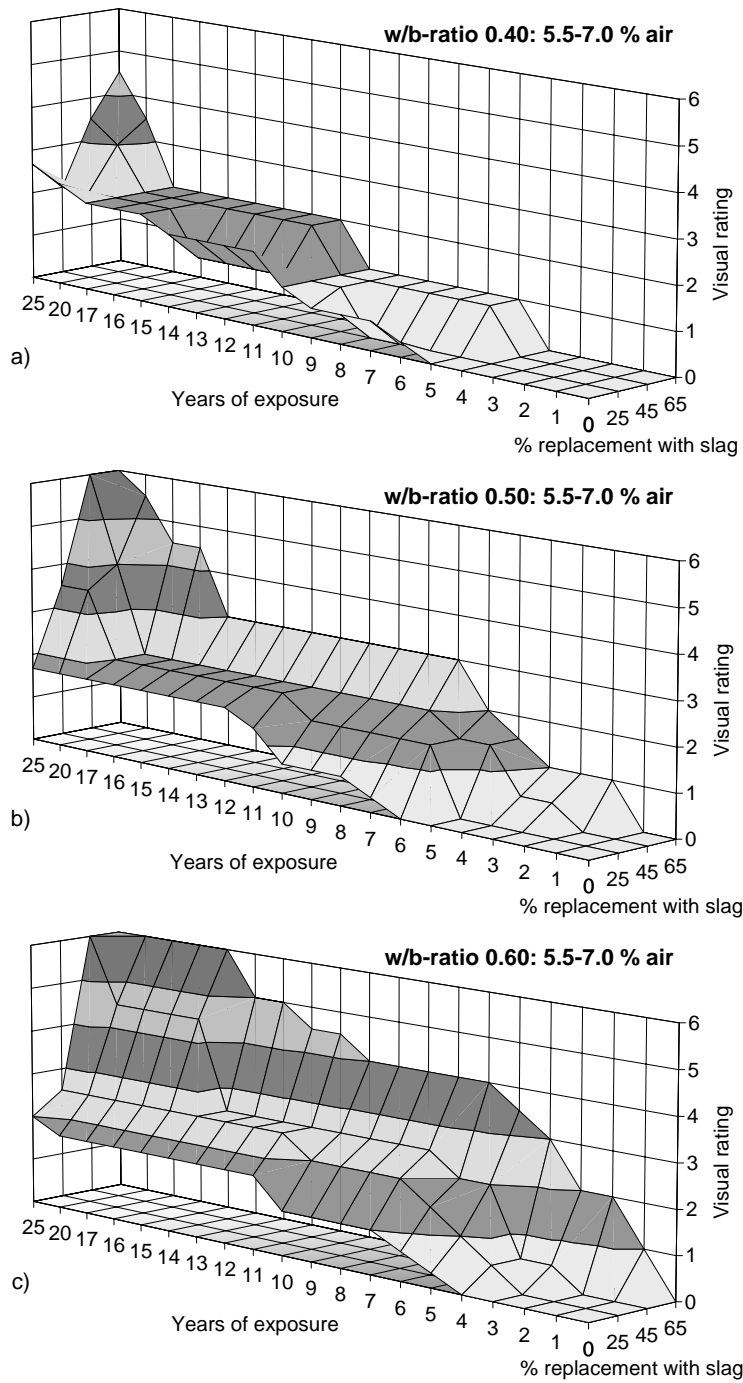 w/b-ratio 0.40: 5.5-7.0 % air
6
5
4
3
2
1
0
Visual rating
25 20 17 16 15 14 13 12 11 10 9 8 7 6 5 4 3 2 1 0
0 25 45 65
a)
Years of exposure
% replacement with slag
w/b-ratio 0.50: 5.5-7.0 % air
6
5
4
3
2
1
0
Visual rating
25 20 17 16 15 14 13 12 11 10 9 8 7 6 5 4 3 2 1 0
0 25 45 65
b)
Years of exposure
% replacement with slag
w/b-ratio 0.60: 5.5-7.0 % air
6
5
4
3
2
1
0
Visual rating
25 20 17 16 15 14 13 12 11 10 9 8 7 6 5 4 3 2 1 0
0 25 45 65
c)
Years of exposure
% replacement with slag